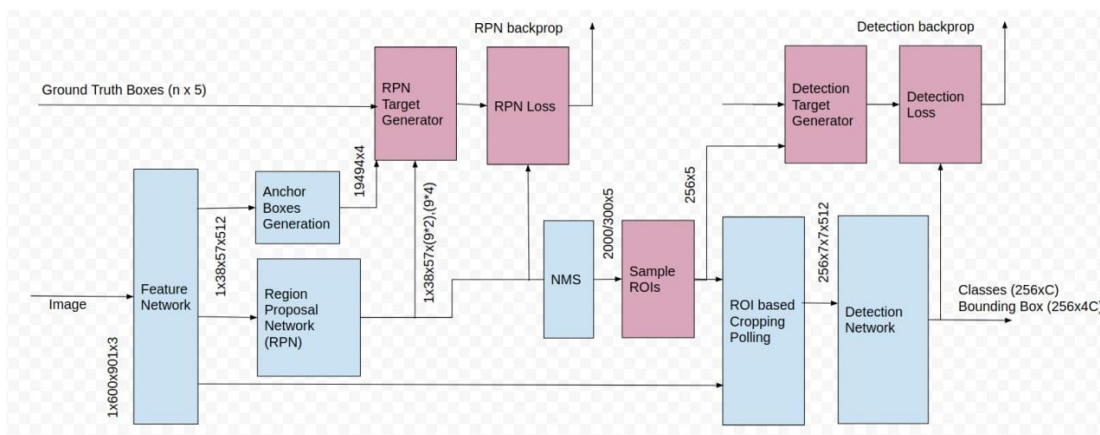 RPN backprop
Detection backprop
Ground Truth Boxes (n x 5)
RPN
Target
Generator
RPN Loss
Detection
Target
Generator
Detection
Loss
19494x4
1x38x57x(9*2),(9*4)
256x5
Anchor
Boxes
Generation
1x38x57x512
Feature
Network
Image
1x600x901x3
Region
Proposal
Network
(RPN)
NMS
2000/300x5
Sample
ROIs
ROI based
Cropping
Polling
256x7x7x512
Detection
Network
Classes (256xC)
Bounding Box (256x4C)